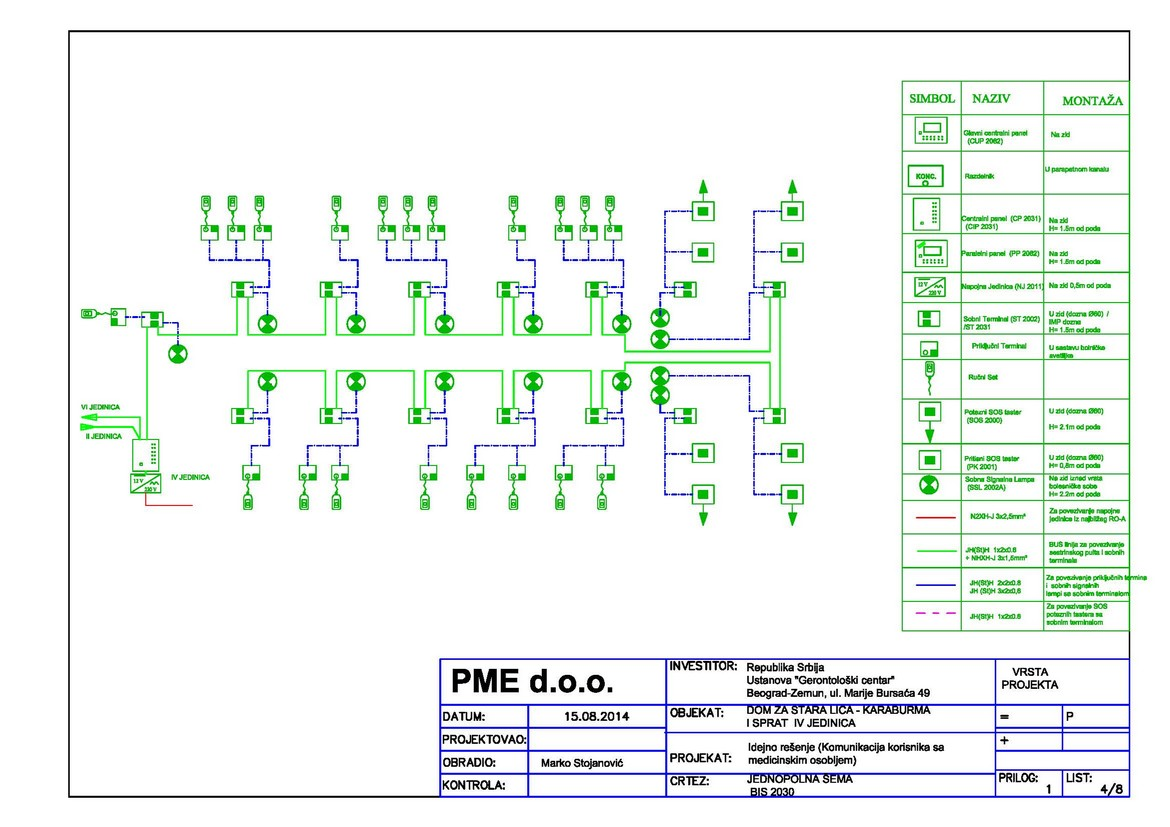 SIMBOL NAZIV MONTAŽA
Glavni centralni panel
(CUP 2062)
Na zid
KONC.
Razdelnik
U parapetnom kanalu
Centralni panel (CP 2031)
(CIP 2031)
Na zid
H= 1.5m od poda
Paralelni panel (PP 2062)
Na zid
H= 1.5m od poda
12 V
220 V
Napojna Jedinica (NJ 2011)
Na zid 0,5m od poda
Sobni Terminal (ST 2002)
/ST 2031
U zid (dozna Ø60) /
IMP dozna
H= 1.5m od poda
Priključni Terminal
U sastavu bolničke
svetiljke
Ručni Set
Potezni SOS taster
(SOS 2000)
U zid (dozna Ø60)
H= 2.1m od poda
Pritisni SOS taster
(PK 2001)
U zid (dozna Ø60)
H= 0,8m od poda
Sobna Signalna Lampa
(SSL 2002A)
Na zid iznad vrata
bolesničke sobe
H= 2.2m od poda
N2XH-J 3x2,5mm²
Za povezivanje napojne
jedinice iz najbližeg RO-A
JH(St)H 1x2x0.8
+ NHXH-J 3x1,5mm²
BUS linija za povezivanje
sestrinskog pulta i sobnih
terminala
JH(St)H 2x2x0.8
JH (St)H 3x2x0,8
Za povezivanje priključnih termina
i sobnih signalnih
lampi sa sobnim terminalom
JH(St)H 1x2x0.8
Za povezivanje SOS
poteznih tastera sa
sobnim terminalom
VI JEDINICA
II JEDINICA
12 V
220 V
IV JEDINICA
PME d.o.o.
INVESTITOR: Republika Srbija
Ustanova "Gerontološki centar"
Beograd-Zemun, ul. Marije Bursaća 49
VRSTA
PROJEKTA
DATUM: 15.08.2014
OBJEKAT: DOM ZA STARA LICA - KARABURMA
I SPRAT IV JEDINICA
= P
PROJEKTOVAO:
+
OBRADIO: Marko Stojanović
PROJEKAT: Idejno rešenje (Komunikacija korisnika sa
medicinskim osobljem)
KONTROLA:
CRTEZ: JEDNOPOLNA SEMA
BIS 2030
PRILOG: 1
LIST: 4/8